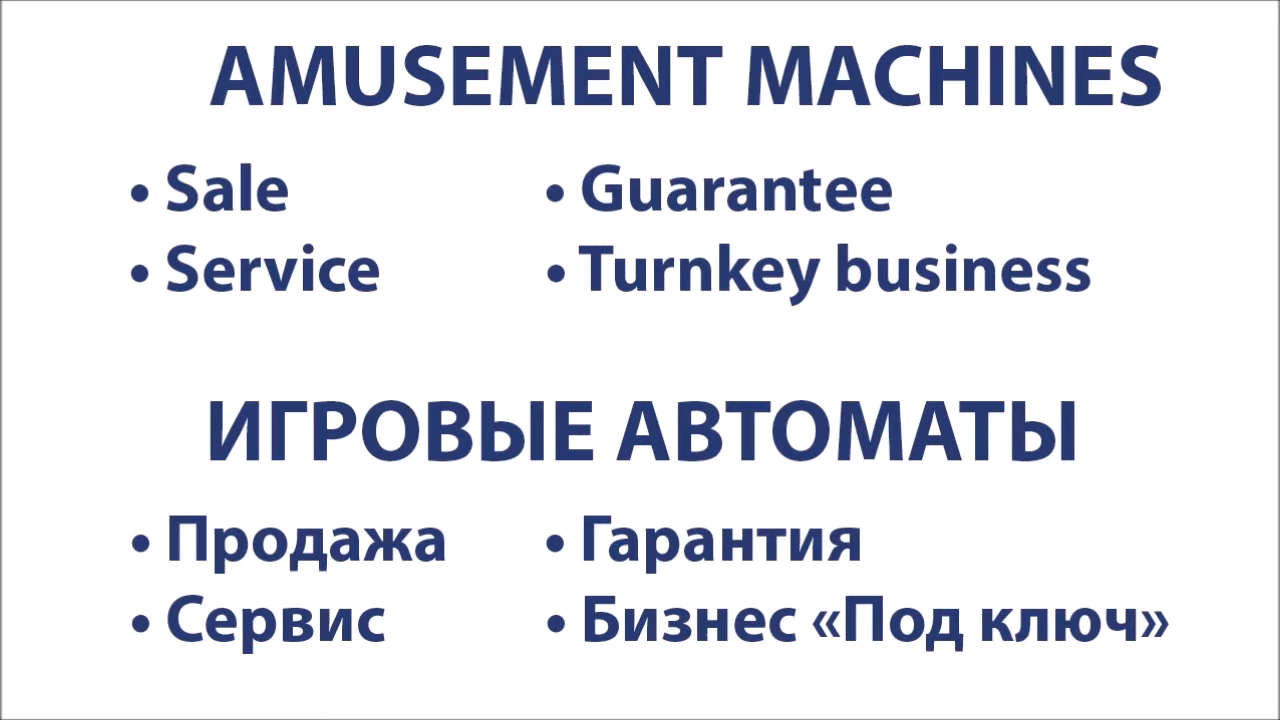 AMUSEMENT MACHINES
• Sale • Guarantee
• Service • Turnkey business
ИГРОВЫЕ АВТОМАТЫ
• Продажа • Гарантия
• Сервис • Бизнес «Под ключ»